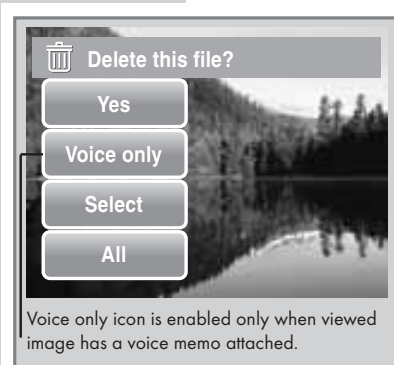 Delete this file?
Yes
Voice only
Select
All
Voice only icon is enabled only when viewed
image has a voice memo attached.